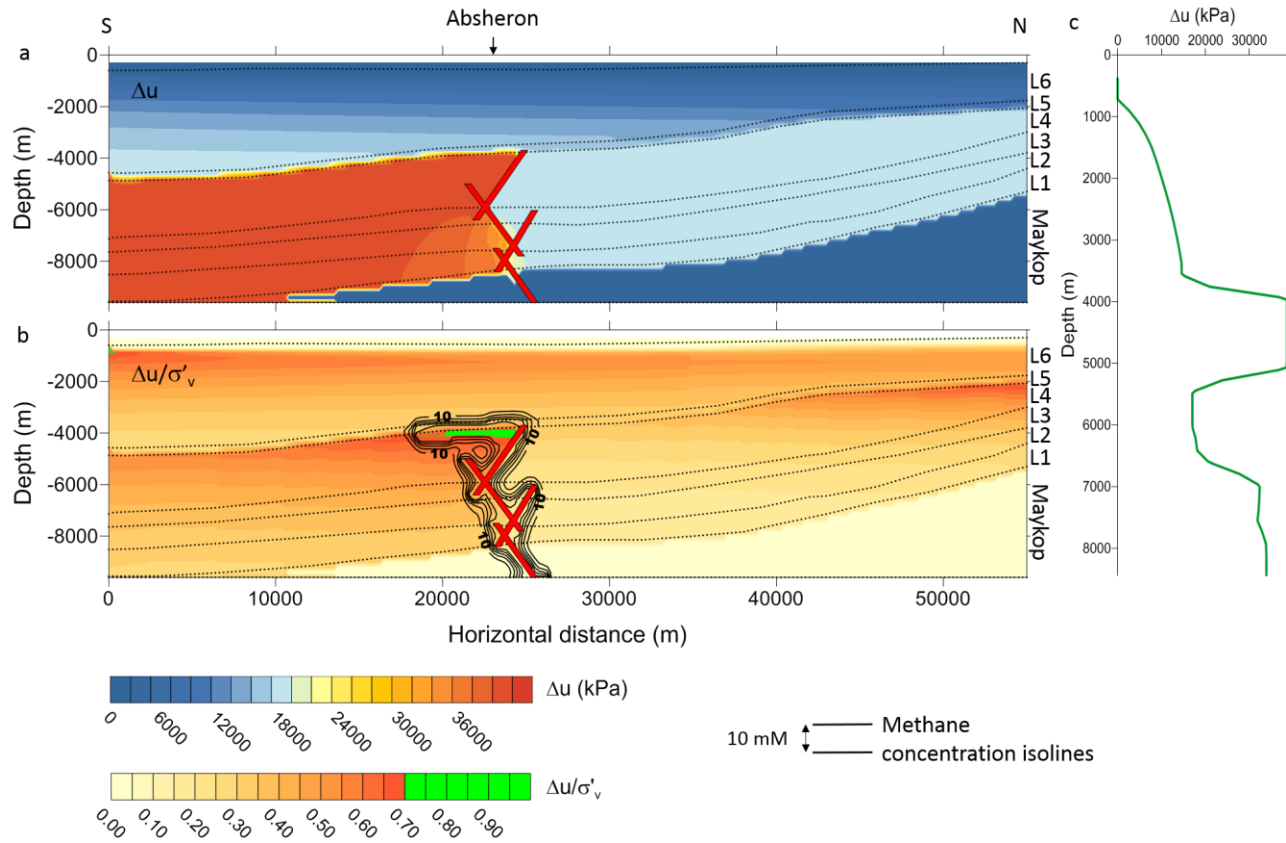 Absheron
S
N
a
Δu
Depth (m)
0
-2000
-4000
-6000
-8000
L6
L5
L4
L3
L2
L1
Maykop
b
Δu/σ'v
Depth (m)
0
-2000
-4000
-6000
-8000
10
10
10
10
10
10
L6
L5
L4
L3
L2
L1
Maykop
0 10000 20000 30000 40000 50000
Horizontal distance (m)
c
Δu (kPa)
0 10000 20000 30000
Depth (m)
0
1000
2000
3000
4000
5000
6000
7000
8000
Δu (kPa)
0 6000 12000 18000 24000 30000 36000
Δu/σ'v
0.00 0.10 0.20 0.30 0.40 0.50 0.60 0.70 0.80 0.90
10 mM
Methane
concentration isolines